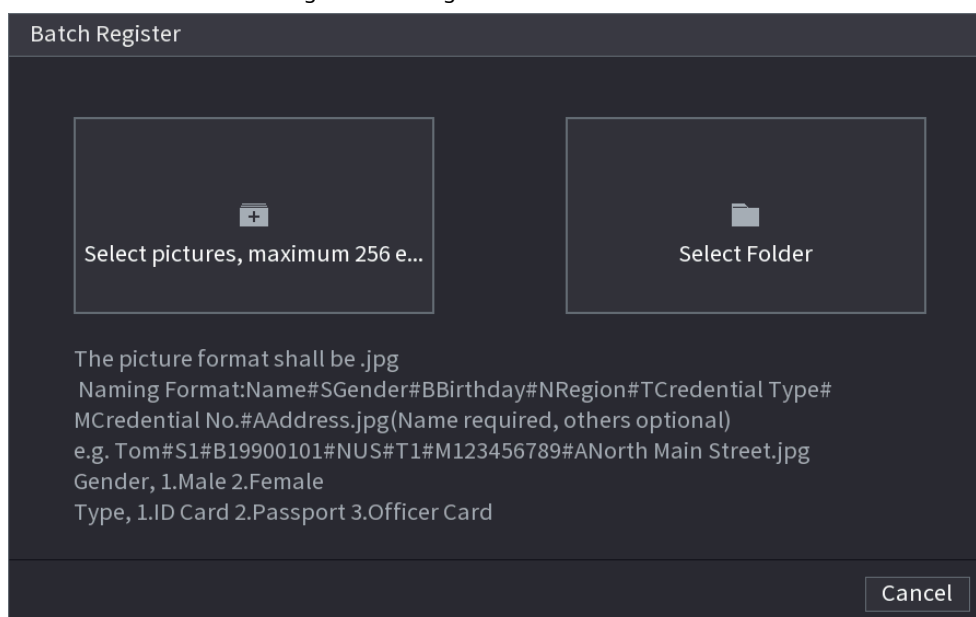 Batch Register
Select pictures, maximum 256 e...
Select Folder
The picture format shall be .jpg
Naming Format:Name#SGender#BBirthday#NRegion#TCredential Type#
MCredential No.#AAddress.jpg(Name required, others optional)
e.g. Tom#S1#B19900101#NUS#T1#M123456789#ANorth Main Street.jpg
Gender, 1.Male 2.Female
Type, 1.ID Card 2.Passport 3.Officer Card
Cancel